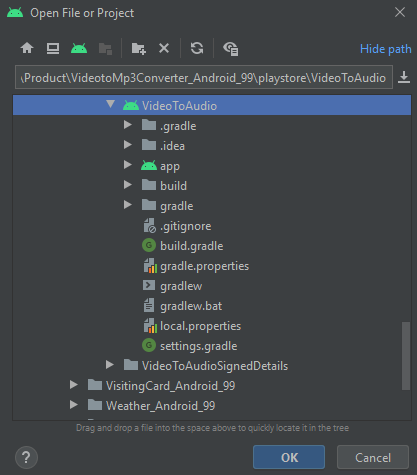 Open File or Project
Hide path
\Product\VideotoMp3Converter_Android_99\playstore\VideoToAudio
VideoToAudio
.gradle
.idea
app
build
gradle
.gitignore
build.gradle
gradle.properties
gradlew
gradlew.bat
local.properties
settings.gradle
VideoToAudioSignedDetails
VisitingCard_Android_99
Weather_Android_99
Drag and drop a file into the space above to quickly locate it in the tree
? OK Cancel